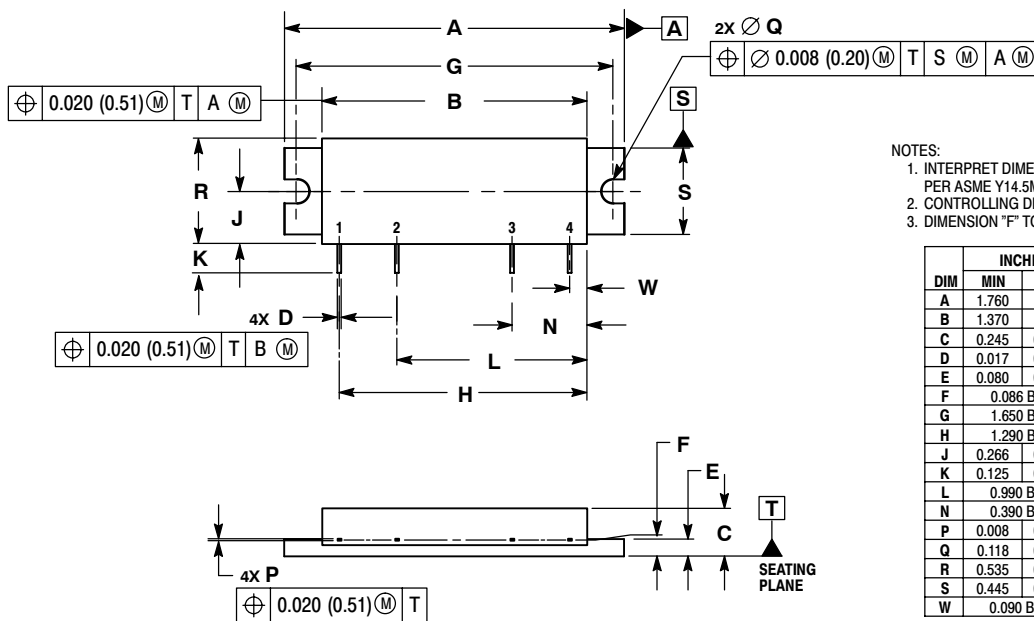 A
A
2X ∅ Q
⌖ ∅ 0.008 (0.20) Ⓜ T S Ⓜ A Ⓜ
G
⌖ 0.020 (0.51) Ⓜ T A Ⓜ
B
S
R
J
S
1 2 3 4
K
W
4X D
N
⌖ 0.020 (0.51) Ⓜ T B Ⓜ
L
H
NOTES:
1. INTERPRET DIME
PER ASME Y14.5M
2. CONTROLLING DI
3. DIMENSION "F" TO
INCH
DIM MIN
A 1.760
B 1.370
C 0.245
D 0.017
E 0.080
F 0.086 B
G 1.650 B
H 1.290 B
J 0.266
K 0.125
L 0.990 B
N 0.390 B
P 0.008
Q 0.118
R 0.535
S 0.445
W 0.090 B
F
E
C
T
SEATING
PLANE
4X P
⌖ 0.020 (0.51) Ⓜ T